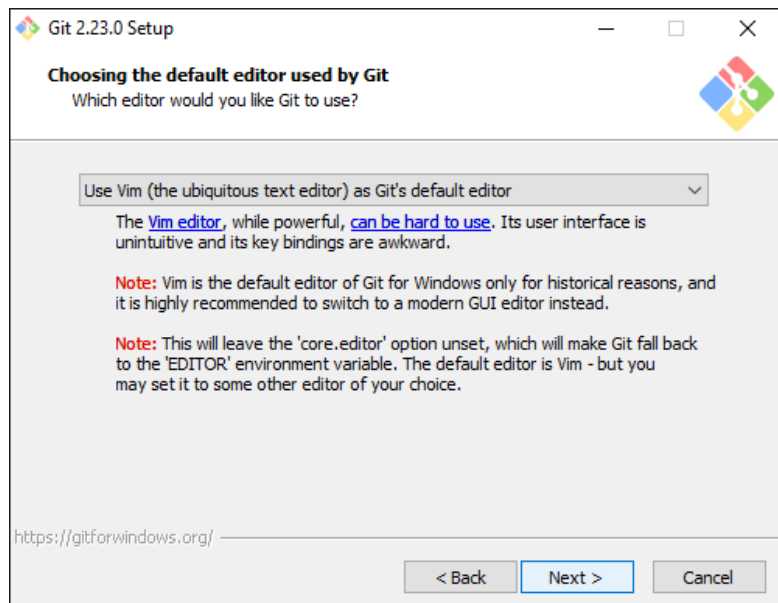 Git 2.23.0 Setup
Choosing the default editor used by Git
Which editor would you like Git to use?
Use Vim (the ubiquitous text editor) as Git's default editor
The Vim editor, while powerful, can be hard to use. Its user interface is
unintuitive and its key bindings are awkward.
Note: Vim is the default editor of Git for Windows only for historical reasons, and
it is highly recommended to switch to a modern GUI editor instead.
Note: This will leave the 'core.editor' option unset, which will make Git fall back
to the 'EDITOR' environment variable. The default editor is Vim - but you
may set it to some other editor of your choice.
https://gitforwindows.org/
< Back
Next >
Cancel